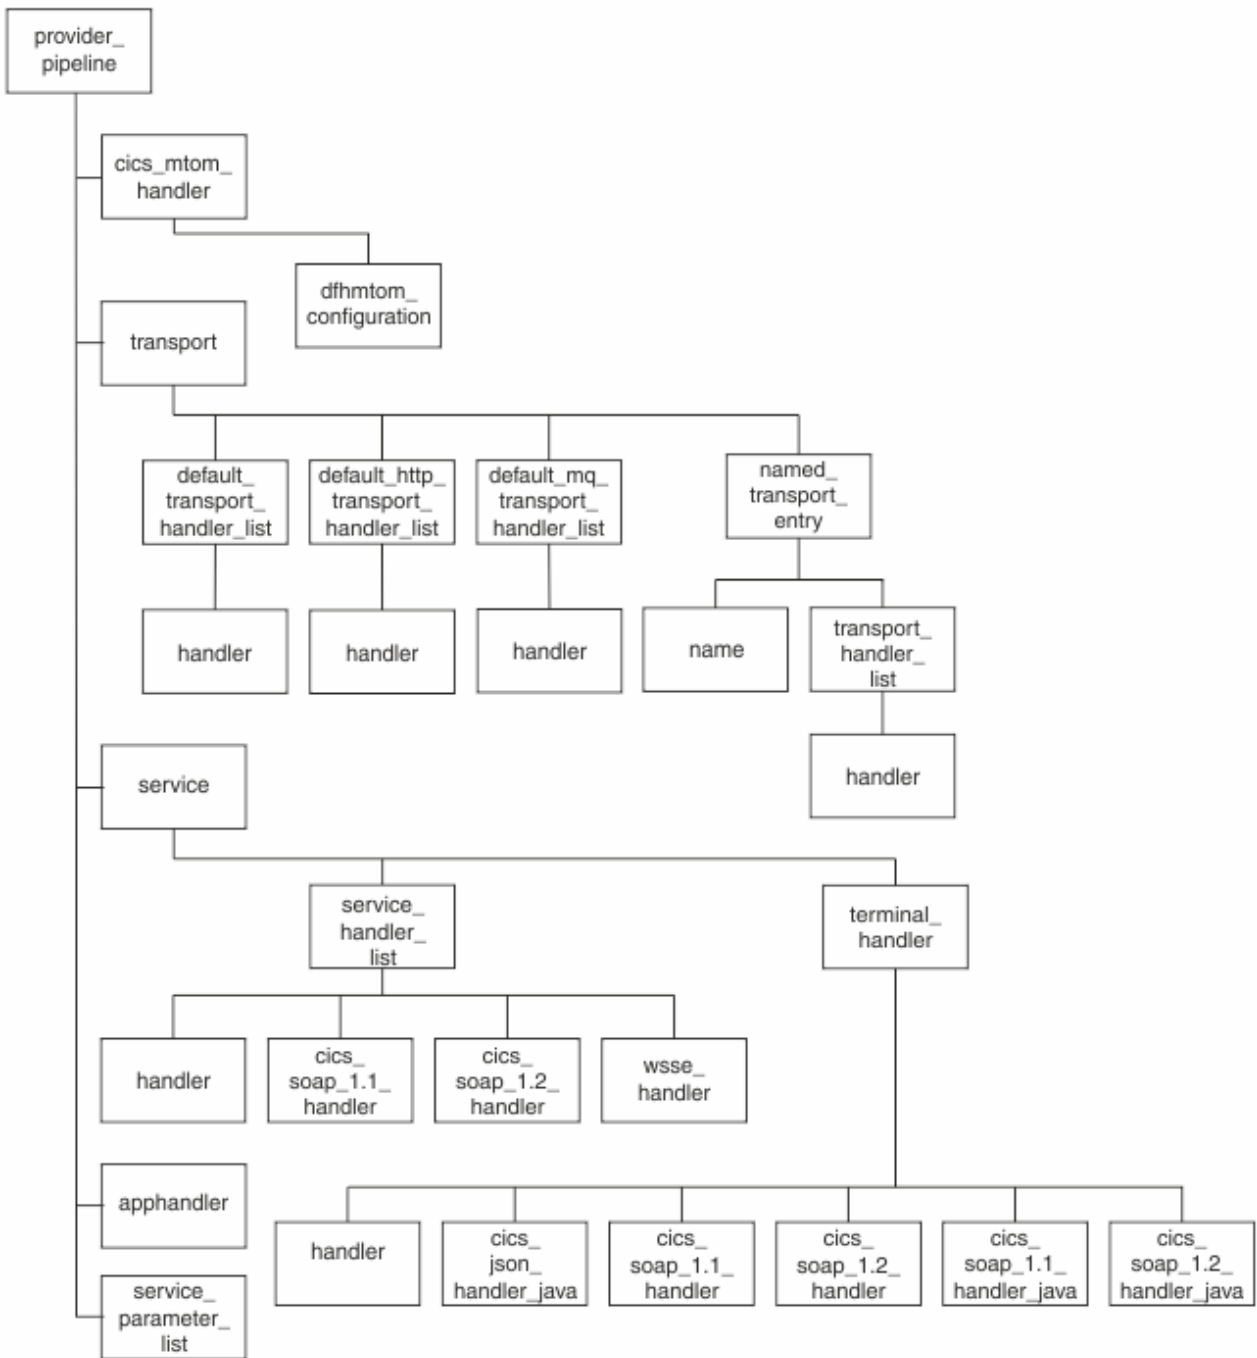 provider_
pipeline
cics_mtom_
handler
dfhmtom_
configuration
transport
default_
transport_
handler_list
default_http_
transport_
handler_list
default_mq_
transport_
handler_list
named_
transport_
entry
handler
handler
handler
name
transport_
handler_
list
handler
service
service_
handler_
list
terminal_
handler
handler
cics_
soap_1.1_
handler
cics_
soap_1.2_
handler
wsse_
handler
apphandler
handler
cics_
json_
handler_java
cics_
soap_1.1_
handler
cics_
soap_1.2_
handler
cics_
soap_1.1_
handler_java
cics_
soap_1.2_
handler_java
service_
parameter_
list